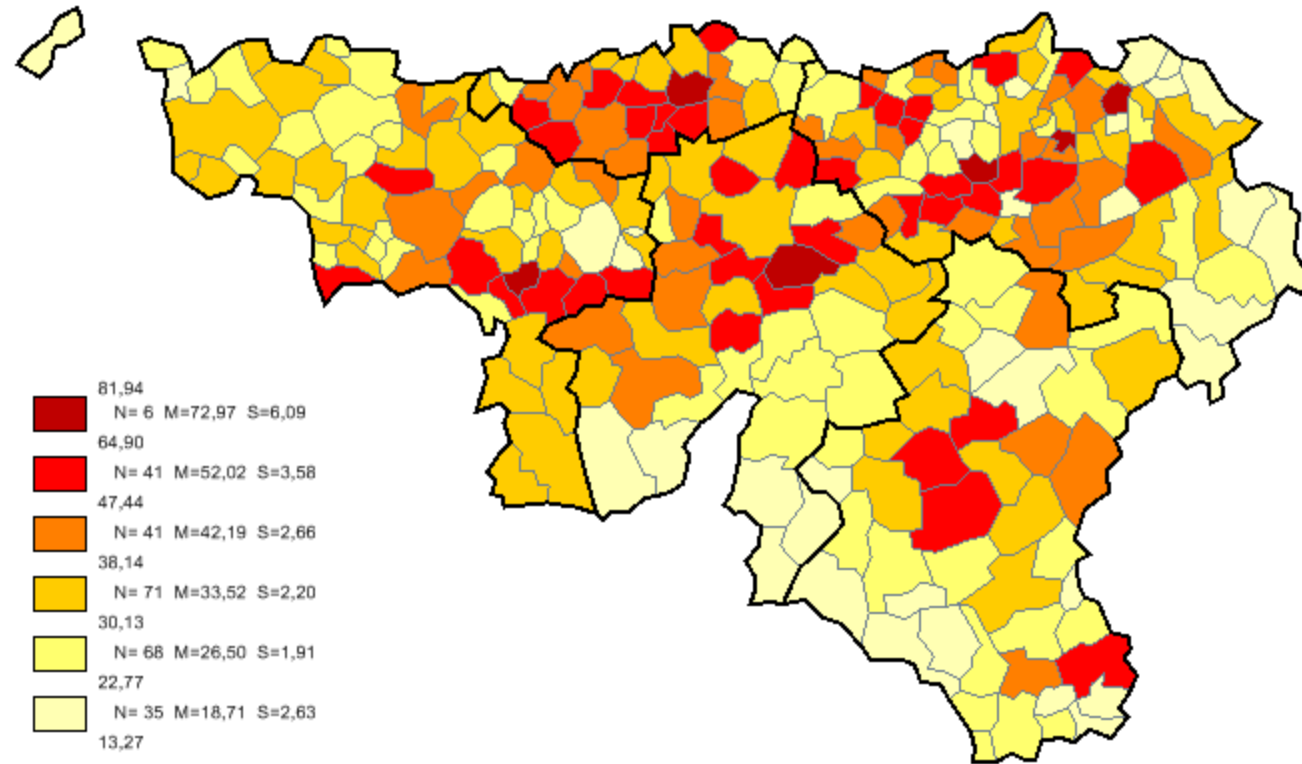 81,94
N= 6 M=72,97 S=6,09
64,90
N= 41 M=52,02 S=3,58
47,44
N= 41 M=42,19 S=2,66
38,14
N= 71 M=33,52 S=2,20
30,13
N= 68 M=26,50 S=1,91
22,77
N= 35 M=18,71 S=2,63
13,27